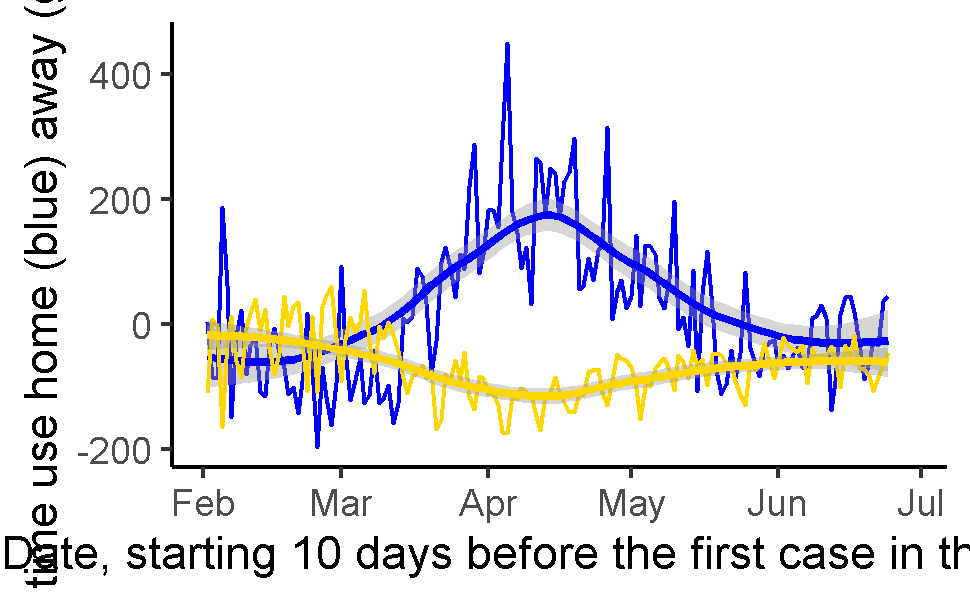 time use home (blue) away (
400
200
0
-200
Feb Mar Apr May Jun Jul
Date, starting 10 days before the first case in th